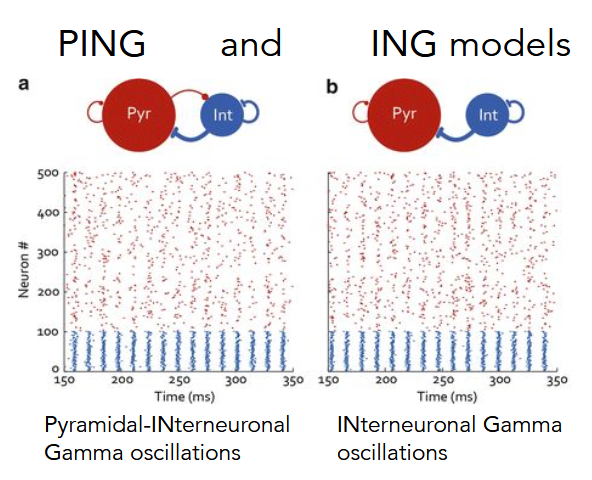 PING and ING models
a
b
Pyr
Int
Pyr
Int
500
400
300
200
100
0
Neuron #
150 200 250 300 350
Time (ms)
150 200 250 300 350
Time (ms)
Pyramidal-INterneuronal
Gamma oscillations
INterneuronal Gamma
oscillations